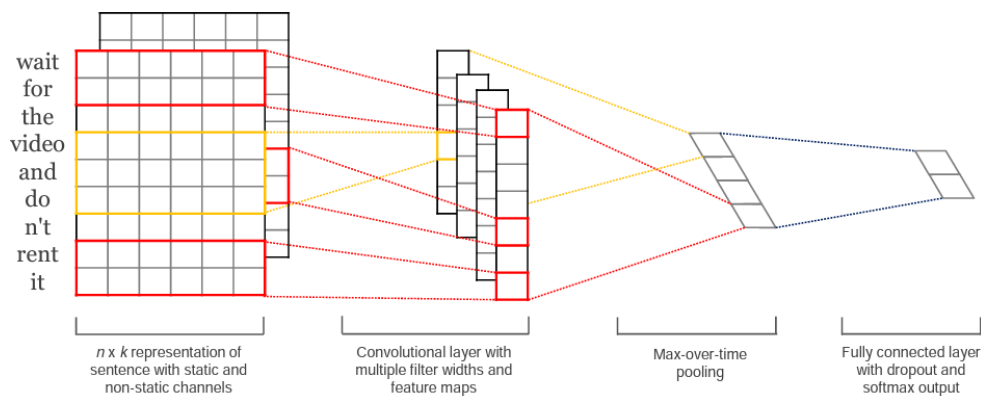 wait
for
the
video
and
do
n't
rent
it
n x k representation of
sentence with static and
non-static channels
Convolutional layer with
multiple filter widths and
feature maps
Max-over-time
pooling
Fully connected layer
with dropout and
softmax output